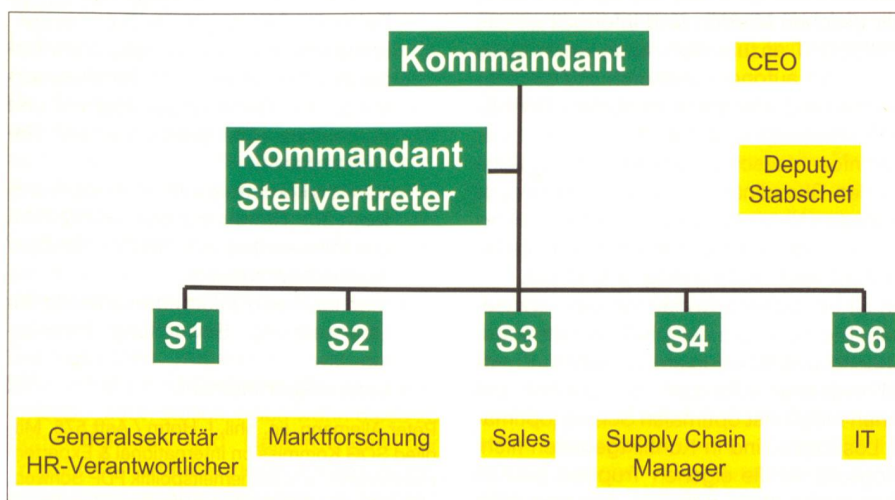 Kommandant
CEO
Kommandant
Stellvertreter
Deputy
Stabschef
S1
S2
S3
S4
S6
Generalsekretär
HR-Verantwortlicher
Marktforschung
Sales
Supply Chain
Manager
IT